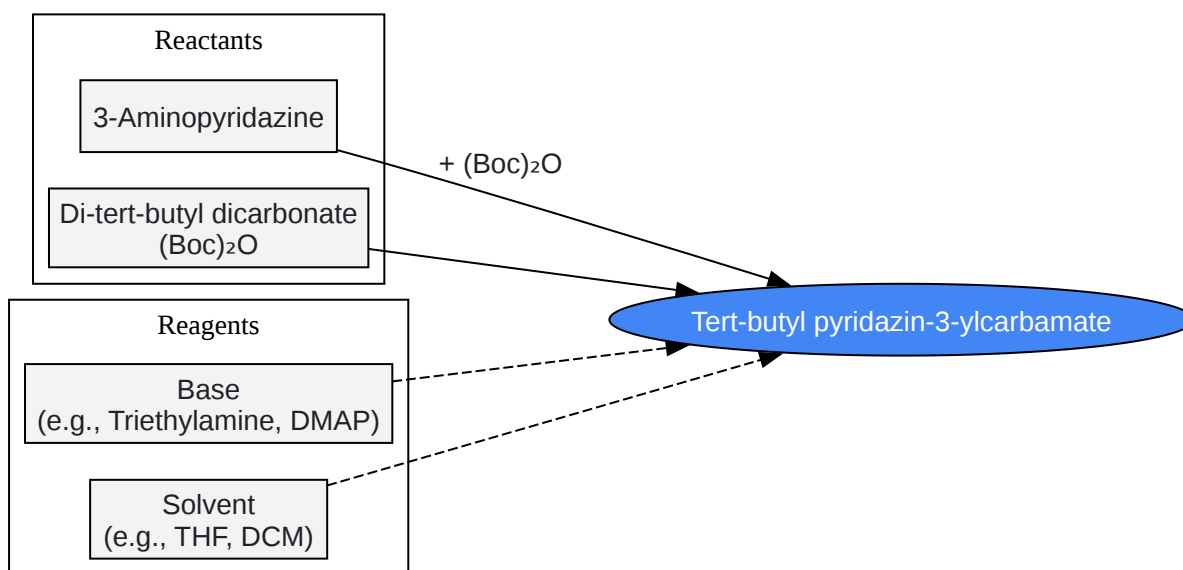 Reactants
3-Aminopyridazine
+ (Boc)₂O
Di-tert-butyl dicarbonate
(Boc)₂O
Tert-butyl pyridazin-3-ylcarbamate
Reagents
Base
(e.g., Triethylamine, DMAP)
Solvent
(e.g., THF, DCM)